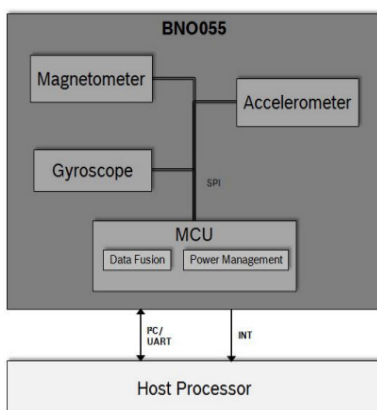 BNO055
Magnetometer
Accelerometer
Gyroscope
SPI
MCU
Data Fusion
Power Management
I²C/
UART
INT
Host Processor